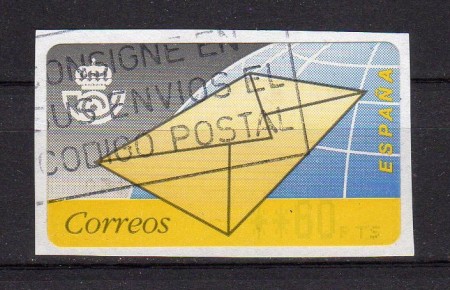 CONSIGNE EN
SUS ENVIOS EL
CODIGO POSTAL
ESPAÑA
Correos
**60 PTS